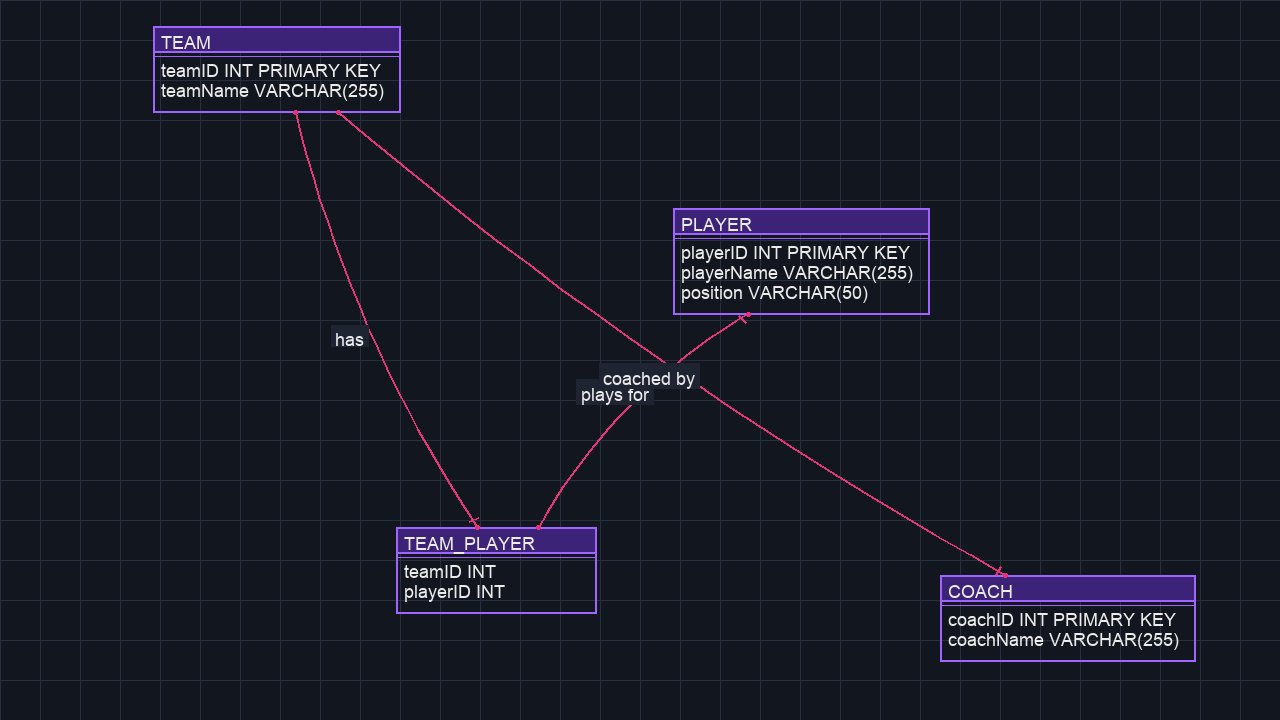 TEAM
teamID INT PRIMARY KEY
teamName VARCHAR(255)
PLAYER
playerID INT PRIMARY KEY
playerName VARCHAR(255)
position VARCHAR(50)
has
coached by
plays for
TEAM_PLAYER
teamID INT
playerID INT
COACH
coachID INT PRIMARY KEY
coachName VARCHAR(255)